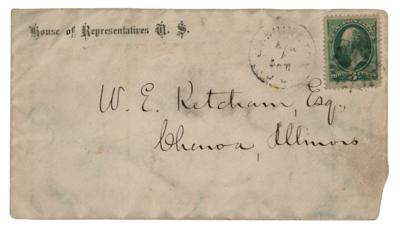 House of Representatives U. S.
W. E. Ketcham, Esq.,
Chenoa, Illinois